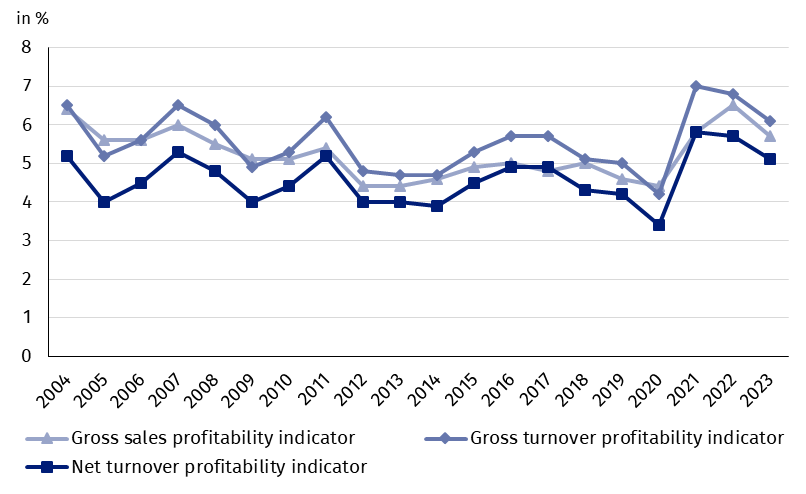 in %
8
7
6
5
4
3
2
1
0
2004 2005 2006 2007 2008 2009 2010 2011 2012 2013 2014 2015 2016 2017 2018 2019 2020 2021 2022 2023
Gross sales profitability indicator Gross turnover profitability indicator
Net turnover profitability indicator